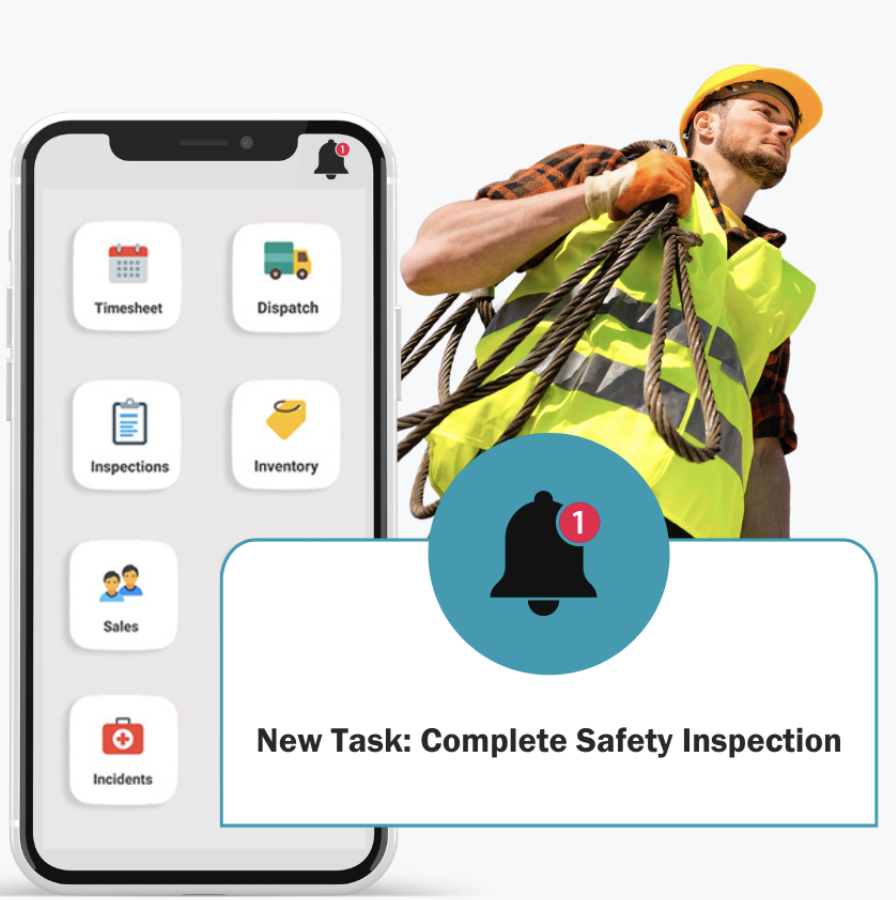 1
Timesheet
Dispatch
Inspections
Inventory
Sales
Incidents
1
New Task: Complete Safety Inspection